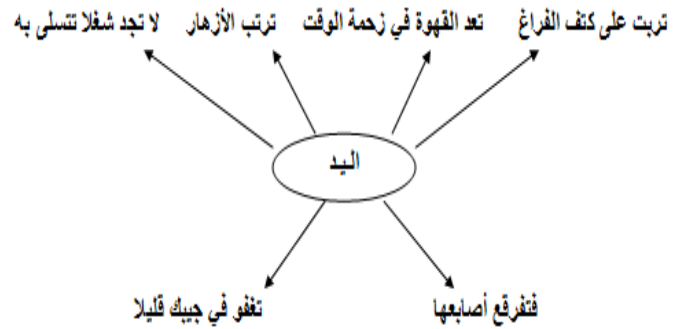 تربت على كتف الفراغ
تعد القهوة في زحمة الوقت
ترتب الأزهار
لا تجد شغلا تتسلى به
اليد
فتفرقع أصابعها
تغفو في جيبك قليلا